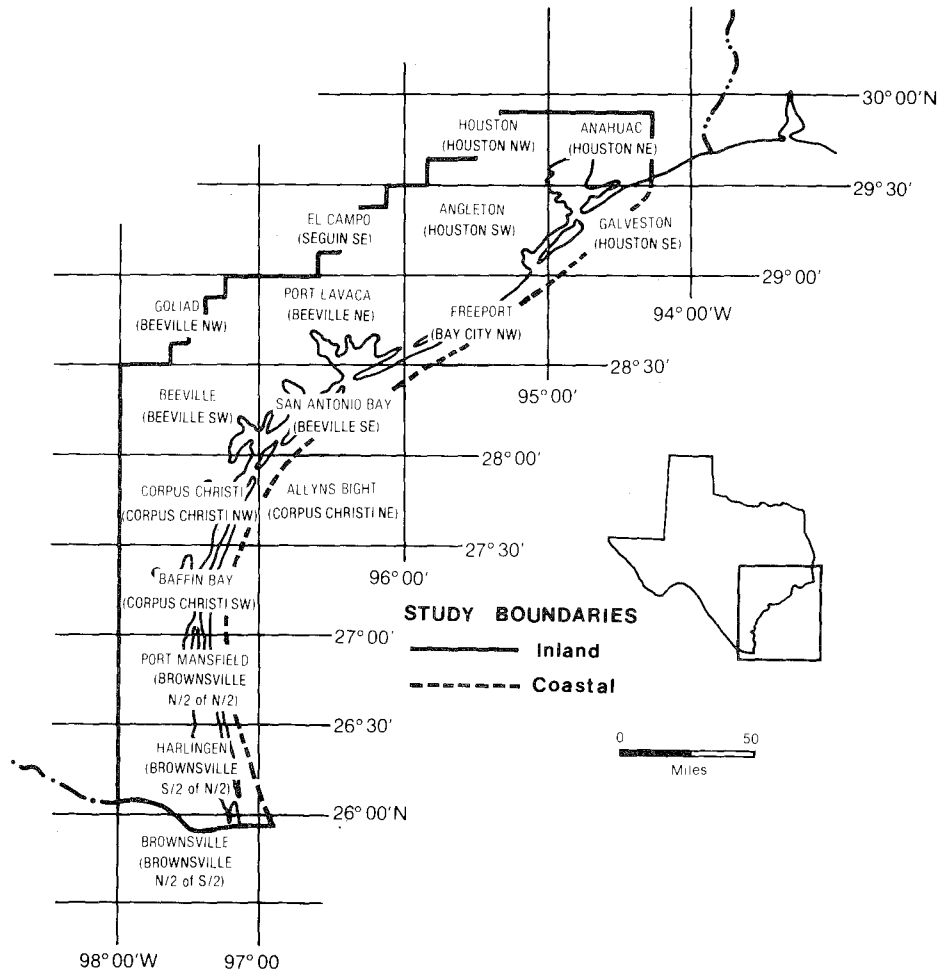 30°00'N
HOUSTON
(HOUSTON NW)
ANAHUAC
(HOUSTON NE)
29°30'
EL CAMPO
(SEGUIN SE)
ANGLETON
(HOUSTON SW)
GALVESTON
(HOUSTON SE)
29°00'
GOLIAD
(BEEVILLE NW)
PORT LAVACA
(BEEVILLE NE)
FREEPORT
(BAY CITY NW)
94°00'W
28°30'
95°00'
BEEVILLE
(BEEVILLE SW)
SAN ANTONIO BAY
(BEEVILLE SE)
28°00'
CORPUS CHRISTI
(CORPUS CHRISTI NW)
ALLYNS BIGHT
(CORPUS CHRISTI NE)
27°30'
96°00'
BAFFIN BAY
(CORPUS CHRISTI SW)
STUDY BOUNDARIES
Inland
Coastal
27°00'
PORT MANSFIELD
(BROWNSVILLE
N/2 of N/2)
26°30'
HARLINGEN
(BROWNSVILLE
S/2 of N/2)
0 50
Miles
26°00'N
BROWNSVILLE
(BROWNSVILLE
N/2 of S/2)
98°00'W 97°00